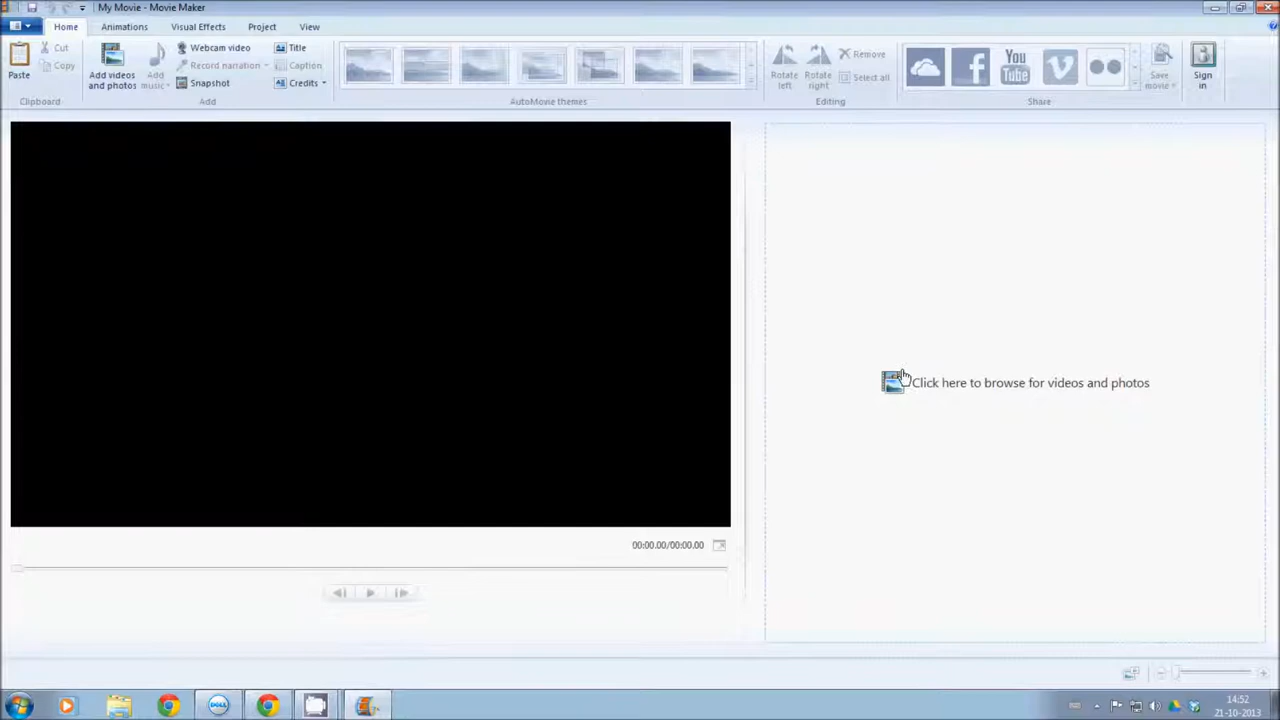 My Movie - Movie Maker
Home Animations Visual Effects Project View
Paste
Cut
Copy
Clipboard
Add videos
and photos
Add
music
Webcam video
Record narration
Snapshot
Title
Caption
Credits
Add
AutoMovie themes
Rotate
left
Rotate
right
Remove
Select all
Editing
You
Tube
Share
Save
movie
Sign
in
Click here to browse for videos and photos
00:00.00/00:00.00
DELL
14:52
21-10-2013